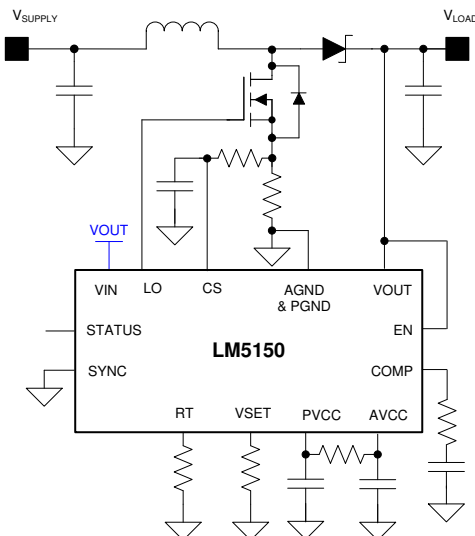 VSUPPLY
VLOAD
VOUT
VIN
LO
CS
AGND
& PGND
VOUT
STATUS
EN
LM5150
SYNC
COMP
RT
VSET
PVCC
AVCC